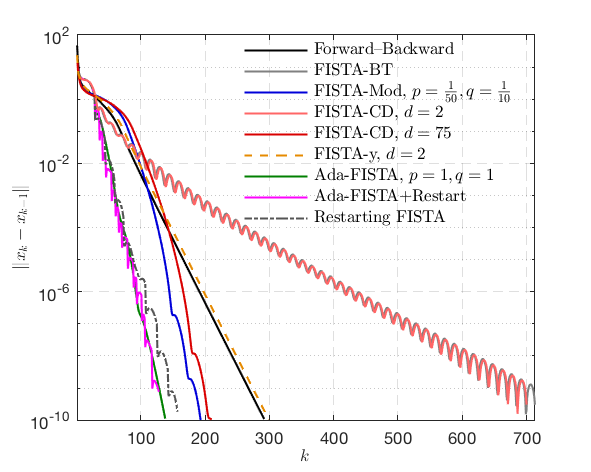 10²
10⁻²
10⁻⁶
10⁻¹⁰
‖x_k − x_{k−1}‖
Forward–Backward
FISTA-BT
FISTA-Mod, p = 1/50, q = 1/10
FISTA-CD, d = 2
FISTA-CD, d = 75
FISTA-y, d = 2
Ada-FISTA, p = 1, q = 1
Ada-FISTA+Restart
Restarting FISTA
100 200 300 400 500 600 700
k